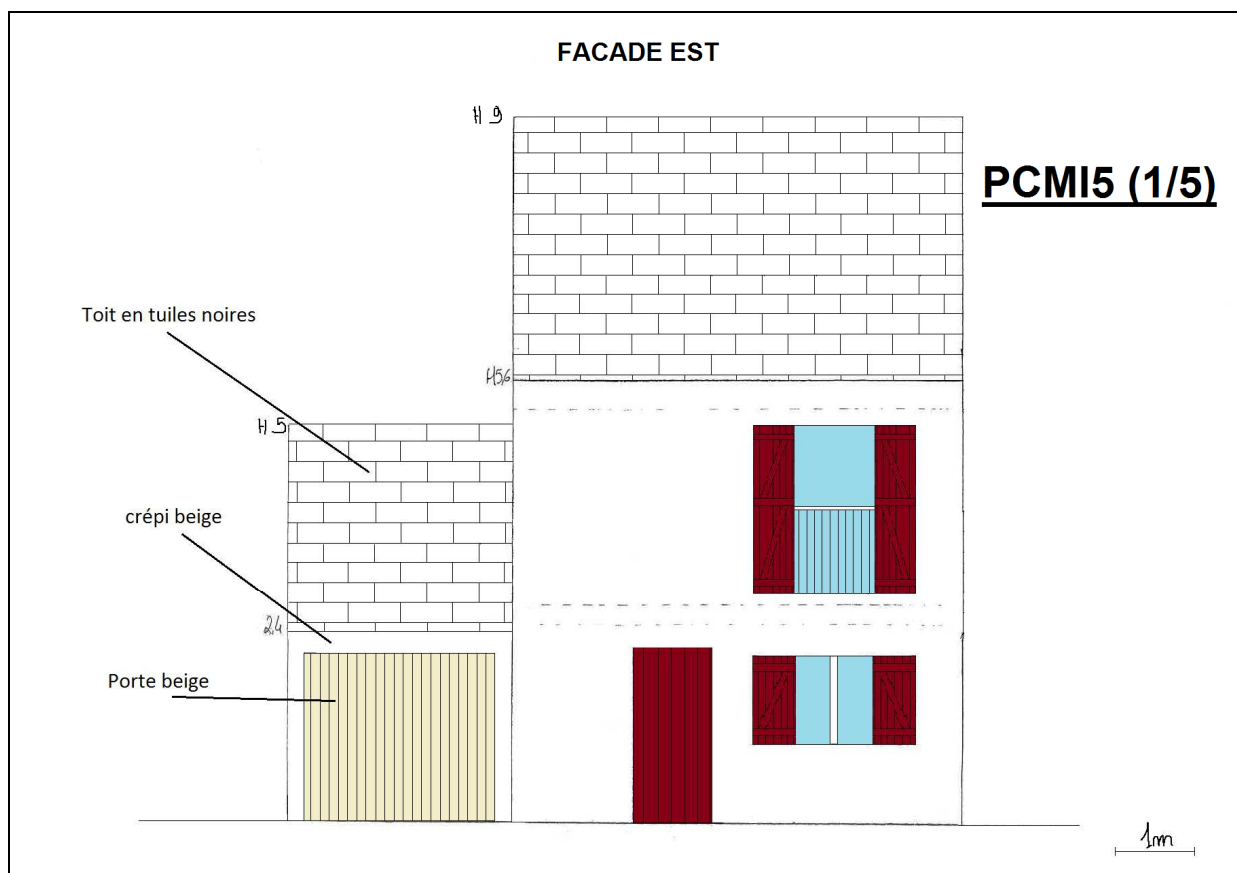 FACADE EST
H 9
PCMI5 (1/5)
Toit en tuiles noires
H5,6
H 5
crépi beige
2,4
Porte beige
1m